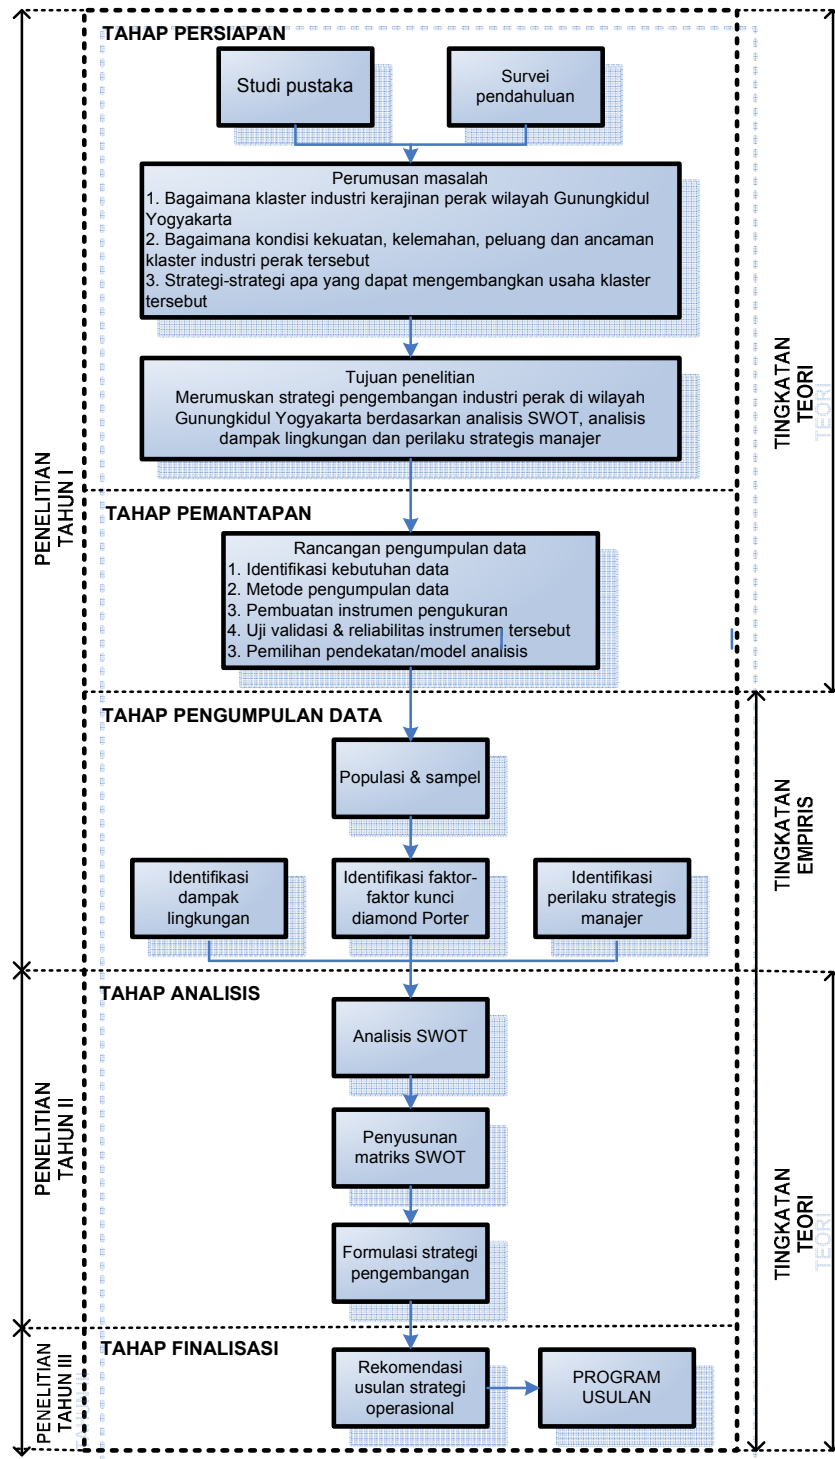 TAHAP PERSIAPAN
Studi pustaka
Survei
pendahuluan
Perumusan masalah
1. Bagaimana klaster industri kerajinan perak wilayah Gunungkidul
Yogyakarta
2. Bagaimana kondisi kekuatan, kelemahan, peluang dan ancaman
klaster industri perak tersebut
3. Strategi-strategi apa yang dapat mengembangkan usaha klaster
tersebut
Tujuan penelitian
Merumuskan strategi pengembangan industri perak di wilayah
Gunungkidul Yogyakarta berdasarkan analisis SWOT, analisis
dampak lingkungan dan perilaku strategis manajer
PENELITIAN
TAHUN I
TINGKATAN
TEORI
TEORI
TAHAP PEMANTAPAN
Rancangan pengumpulan data
1. Identifikasi kebutuhan data
2. Metode pengumpulan data
3. Pembuatan instrumen pengukuran
4. Uji validasi & reliabilitas instrumen tersebut
3. Pemilihan pendekatan/model analisis
TAHAP PENGUMPULAN DATA
Populasi & sampel
Identifikasi
dampak
lingkungan
Identifikasi faktor-
faktor kunci
diamond Porter
Identifikasi
perilaku strategis
manajer
TINGKATAN
EMPIRIS
TAHAP ANALISIS
Analisis SWOT
Penyusunan
matriks SWOT
Formulasi strategi
pengembangan
PENELITIAN
TAHUN II
TINGKATAN
TEORI
TEORI
TAHAP FINALISASI
Rekomendasi
usulan strategi
operasional
PROGRAM
USULAN
PENELITIAN
TAHUN III